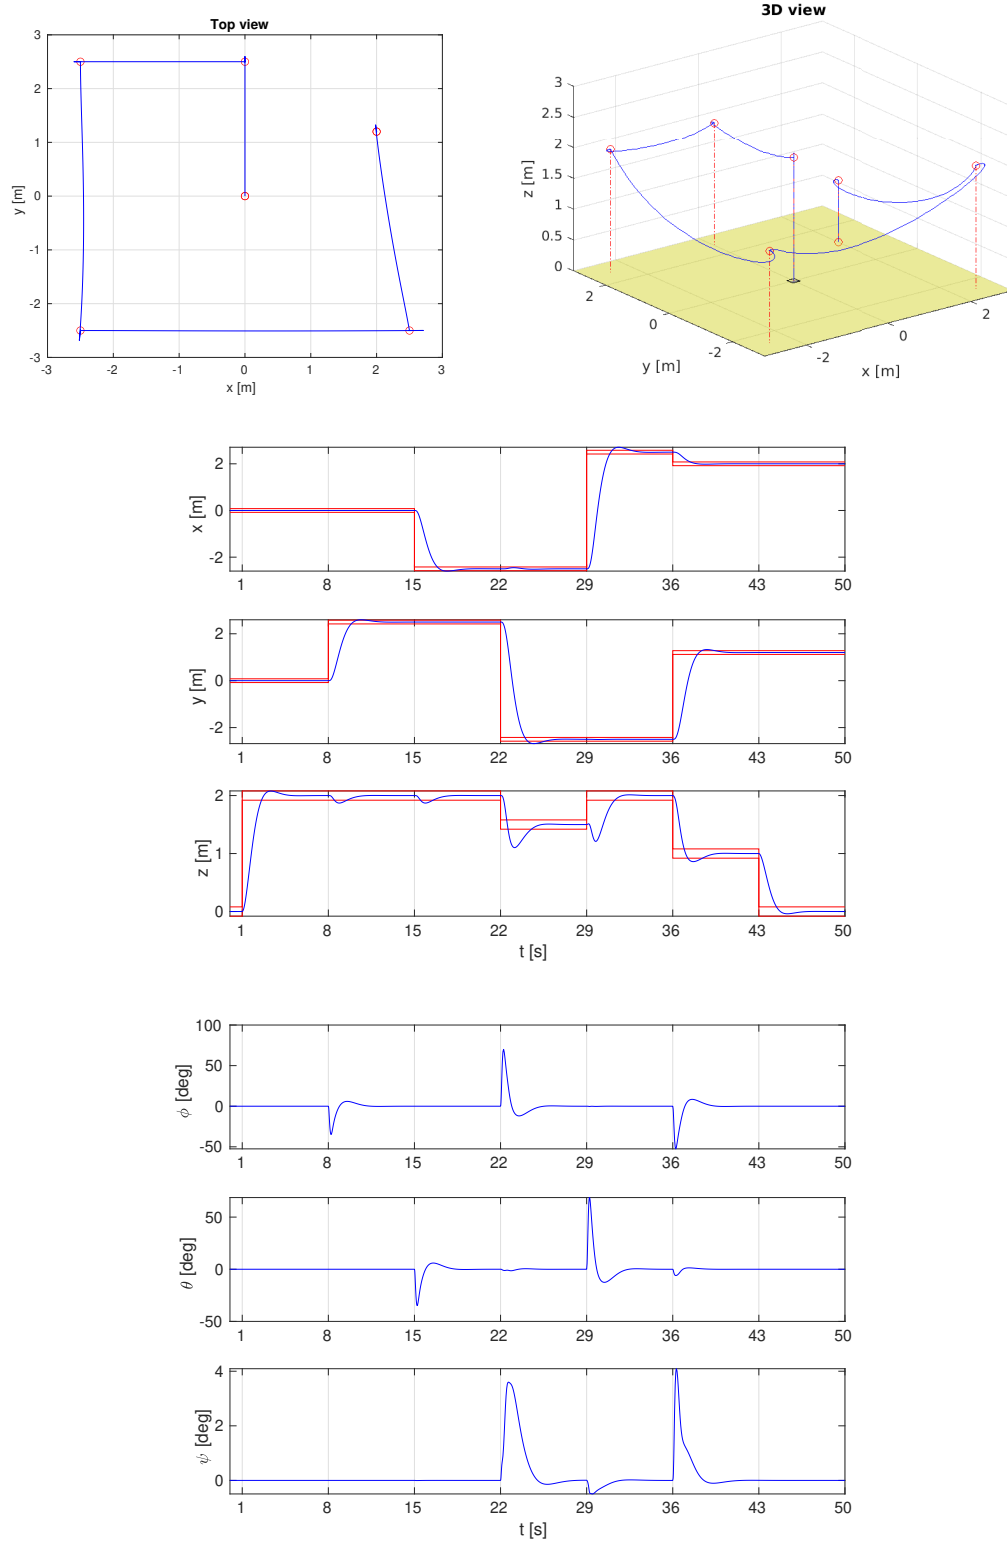 Top view
3
2
1
0
-1
-2
-3
y [m]
-3 -2 -1 0 1 2 3
x [m]
3D view
3
2.5
2
1.5
1
0.5
0
z [m]
2
0
-2
y [m]
-2
0
2
x [m]
2
0
-2
x [m]
1 8 15 22 29 36 43 50
2
0
-2
y [m]
1 8 15 22 29 36 43 50
2
1
0
z [m]
1 8 15 22 29 36 43 50
t [s]
100
50
0
-50
ϕ [deg]
1 8 15 22 29 36 43 50
50
0
-50
θ [deg]
1 8 15 22 29 36 43 50
4
2
0
ψ [deg]
1 8 15 22 29 36 43 50
t [s]